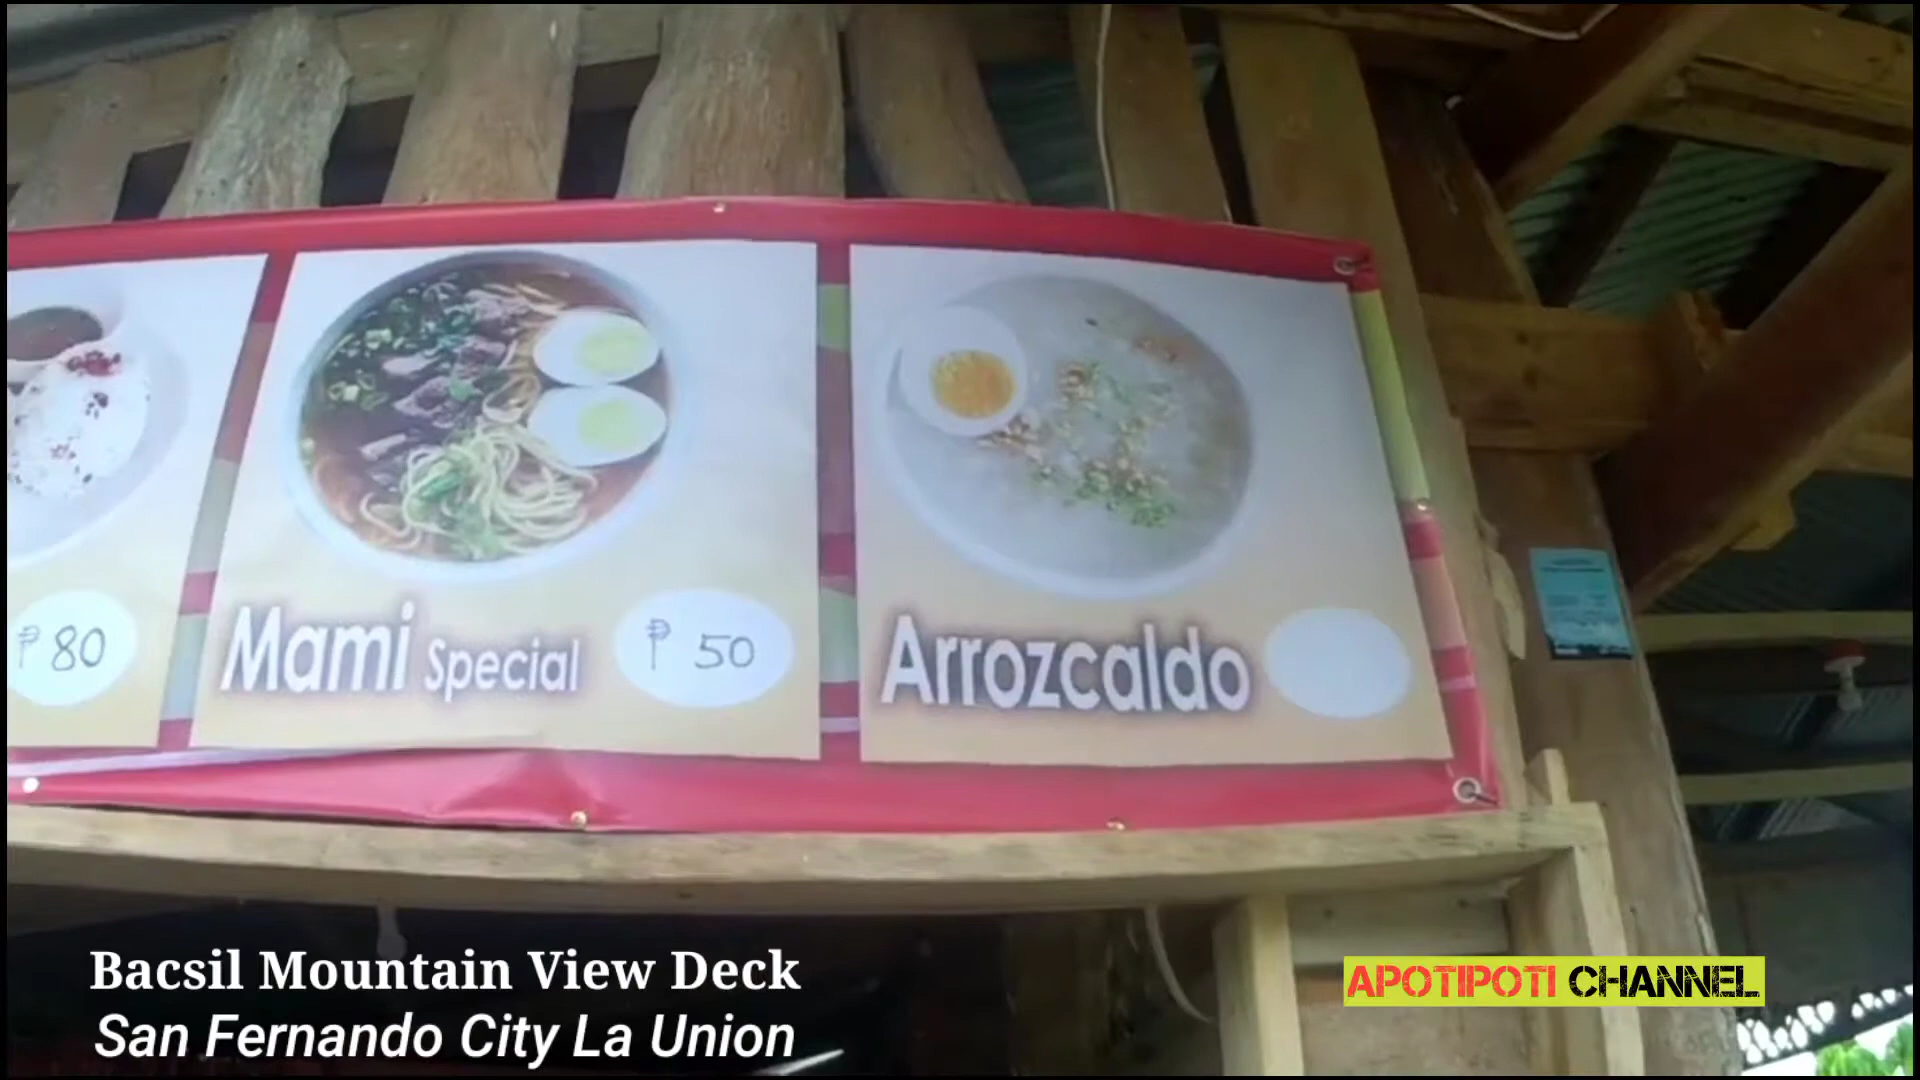 ₱ 80
Mami Special
₱ 50
Arrozcaldo
Bacsil Mountain View Deck
San Fernando City La Union
APOTIPOTI CHANNEL